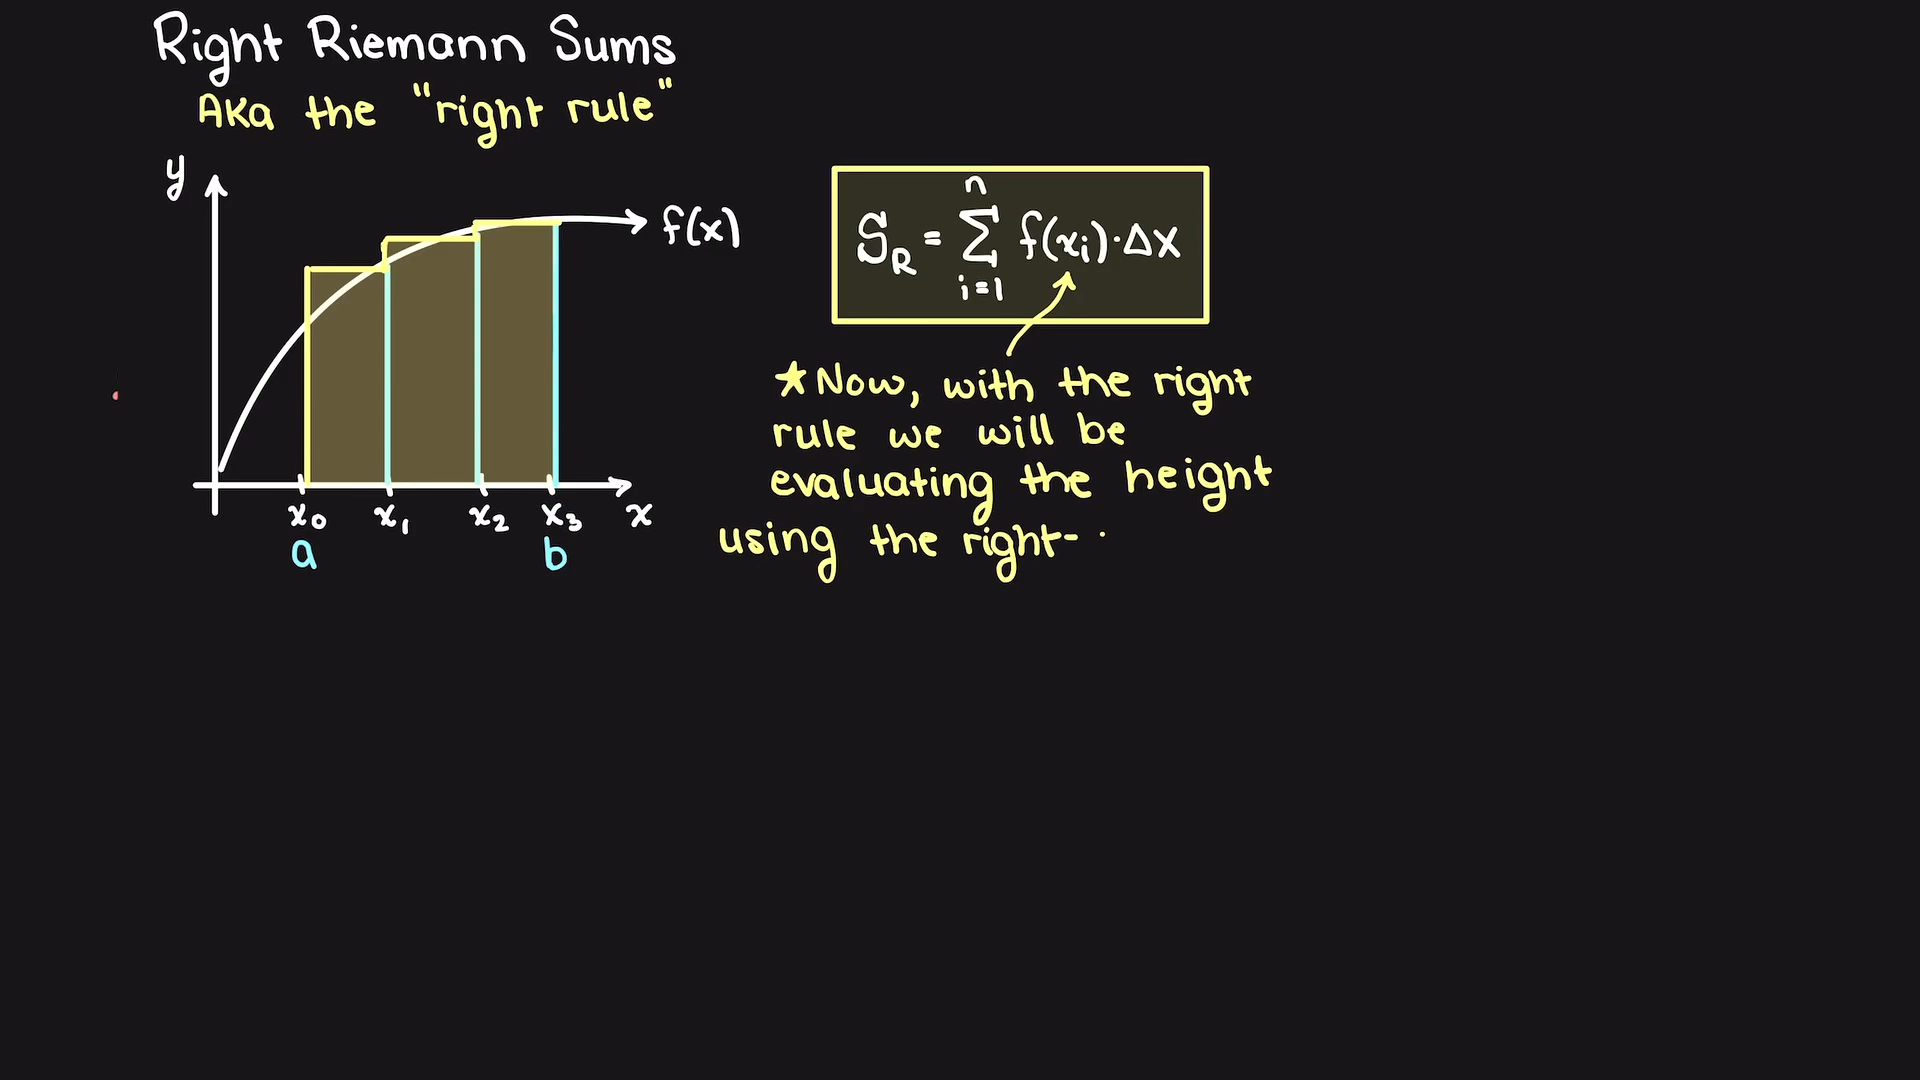 Right Riemann Sums
AKa the "right rule"
y
f(x)
n
S_R = Σ f(x_i)·Δx
i=1
★Now, with the right
rule we will be
evaluating the height
using the right-
x₀ x₁ x₂ x₃ x
a b